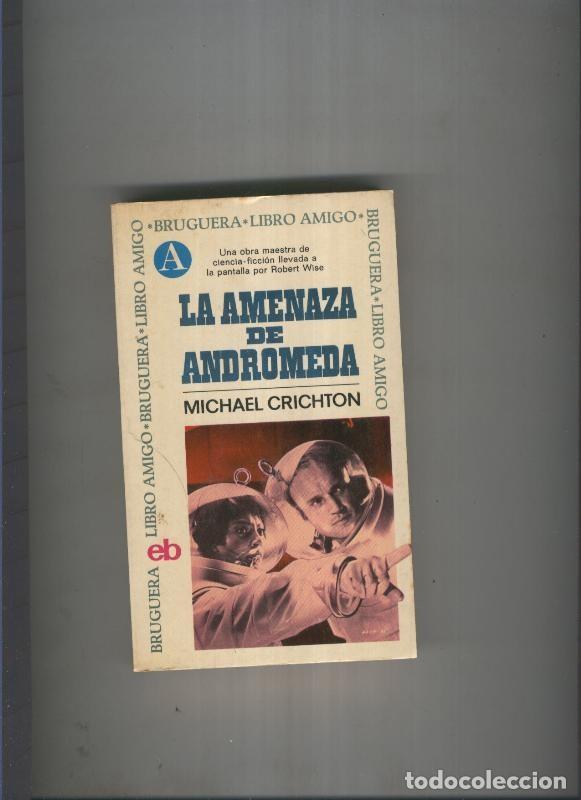 *BRUGUERA*LIBRO AMIGO*
BRUGUERA*LIBRO AMIGO
BRUGUERA LIBRO AMIGO*BRUGUERA*LIBRO AMIGO
A
Una obra maestra de
ciencia-ficción llevada a
la pantalla por Robert Wise
LA AMENAZA
DE
ANDROMEDA
MICHAEL CRICHTON
eb
todocoleccion